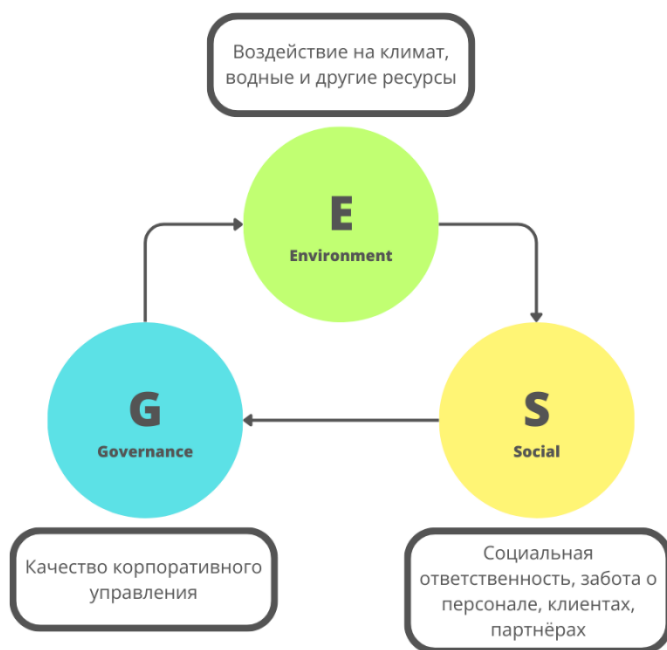 Воздействие на климат,
водные и другие ресурсы
E
Environment
G
Governance
S
Social
Качество корпоративного
управления
Социальная
ответственность, забота о
персонале, клиентах,
партнёрах